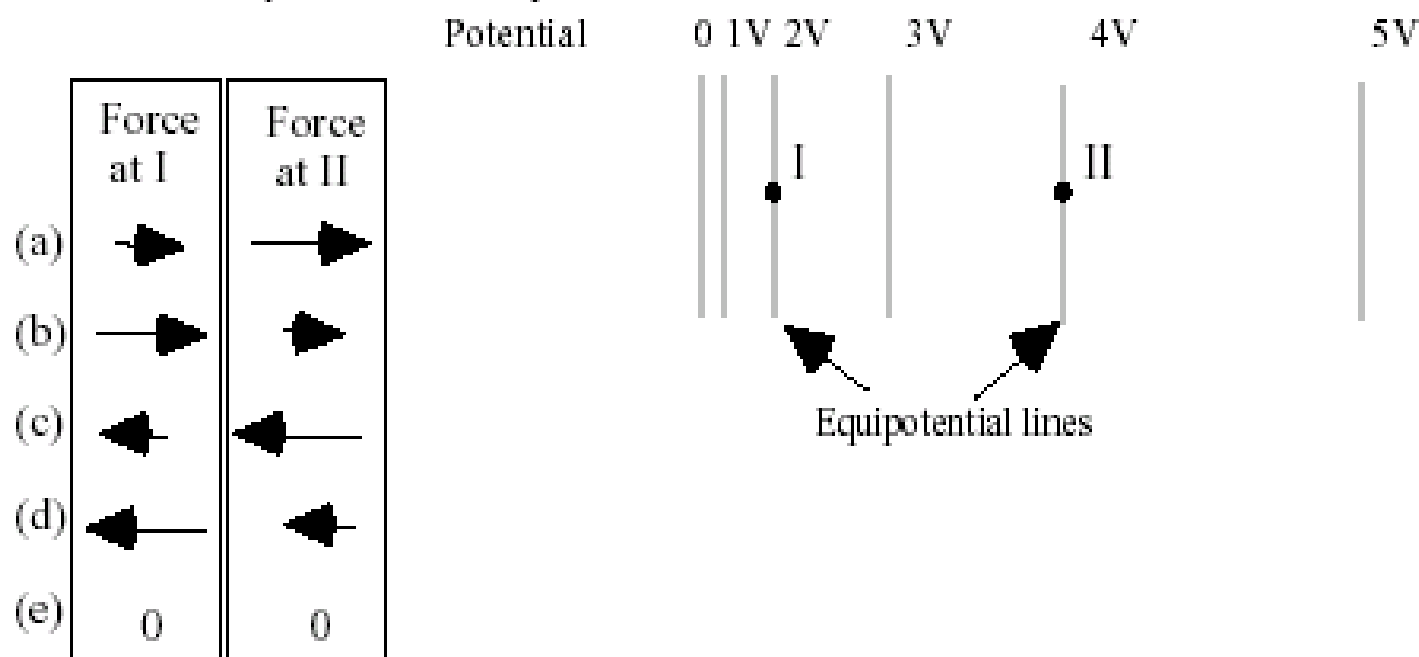 Potential 0 1V 2V 3V 4V 5V
Force at I
Force at II
(a)
(b)
(c)
(d)
(e) 0 0
I
II
Equipotential lines